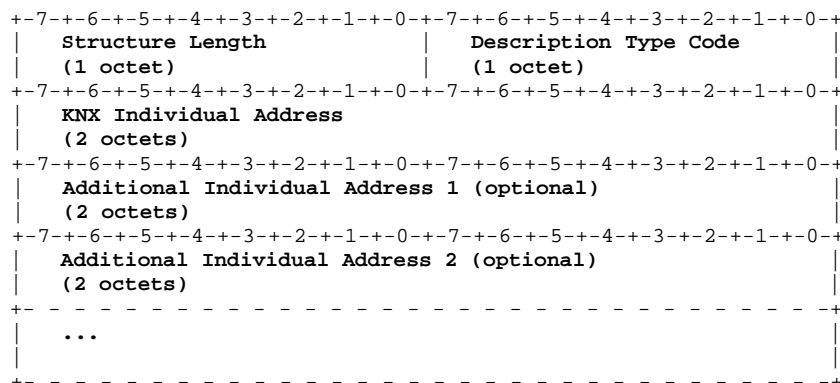 +-7-+-6-+-5-+-4-+-3-+-2-+-1-+-0-+-7-+-6-+-5-+-4-+-3-+-2-+-1-+-0-+
| Structure Length | Description Type Code |
| (1 octet) | (1 octet) |
+-7-+-6-+-5-+-4-+-3-+-2-+-1-+-0-+-7-+-6-+-5-+-4-+-3-+-2-+-1-+-0-+
| KNX Individual Address |
| (2 octets) |
+-7-+-6-+-5-+-4-+-3-+-2-+-1-+-0-+-7-+-6-+-5-+-4-+-3-+-2-+-1-+-0-+
| Additional Individual Address 1 (optional) |
| (2 octets) |
+-7-+-6-+-5-+-4-+-3-+-2-+-1-+-0-+-7-+-6-+-5-+-4-+-3-+-2-+-1-+-0-+
| Additional Individual Address 2 (optional) |
| (2 octets) |
+- - - - - - - - - - - - - - - - - - - - - - - - - - - - - - - -+
| ... |
| |
+- - - - - - - - - - - - - - - - - - - - - - - - - - - - - - - -+